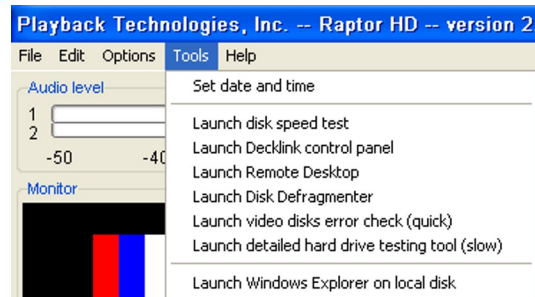 Playback Technologies, Inc. -- Raptor HD -- version 2
File Edit Options Tools Help
Audio level
1
2
-50 -40
Monitor
Set date and time
Launch disk speed test
Launch Decklink control panel
Launch Remote Desktop
Launch Disk Defragmenter
Launch video disks error check (quick)
Launch detailed hard drive testing tool (slow)
Launch Windows Explorer on local disk